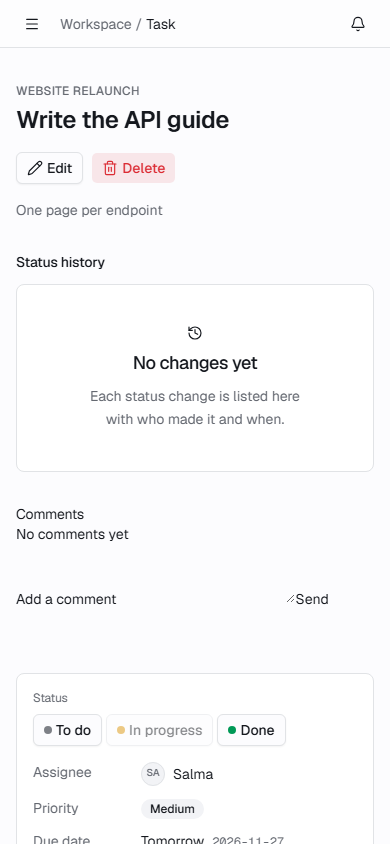 Workspace / Task
WEBSITE RELAUNCH
Write the API guide
Edit Delete
One page per endpoint
Status history
No changes yet
Each status change is listed here
with who made it and when.
Comments
No comments yet
Add a comment Send
Status
To do In progress Done
Assignee SA Salma
Priority Medium
Due date Tomorrow 2026-11-27